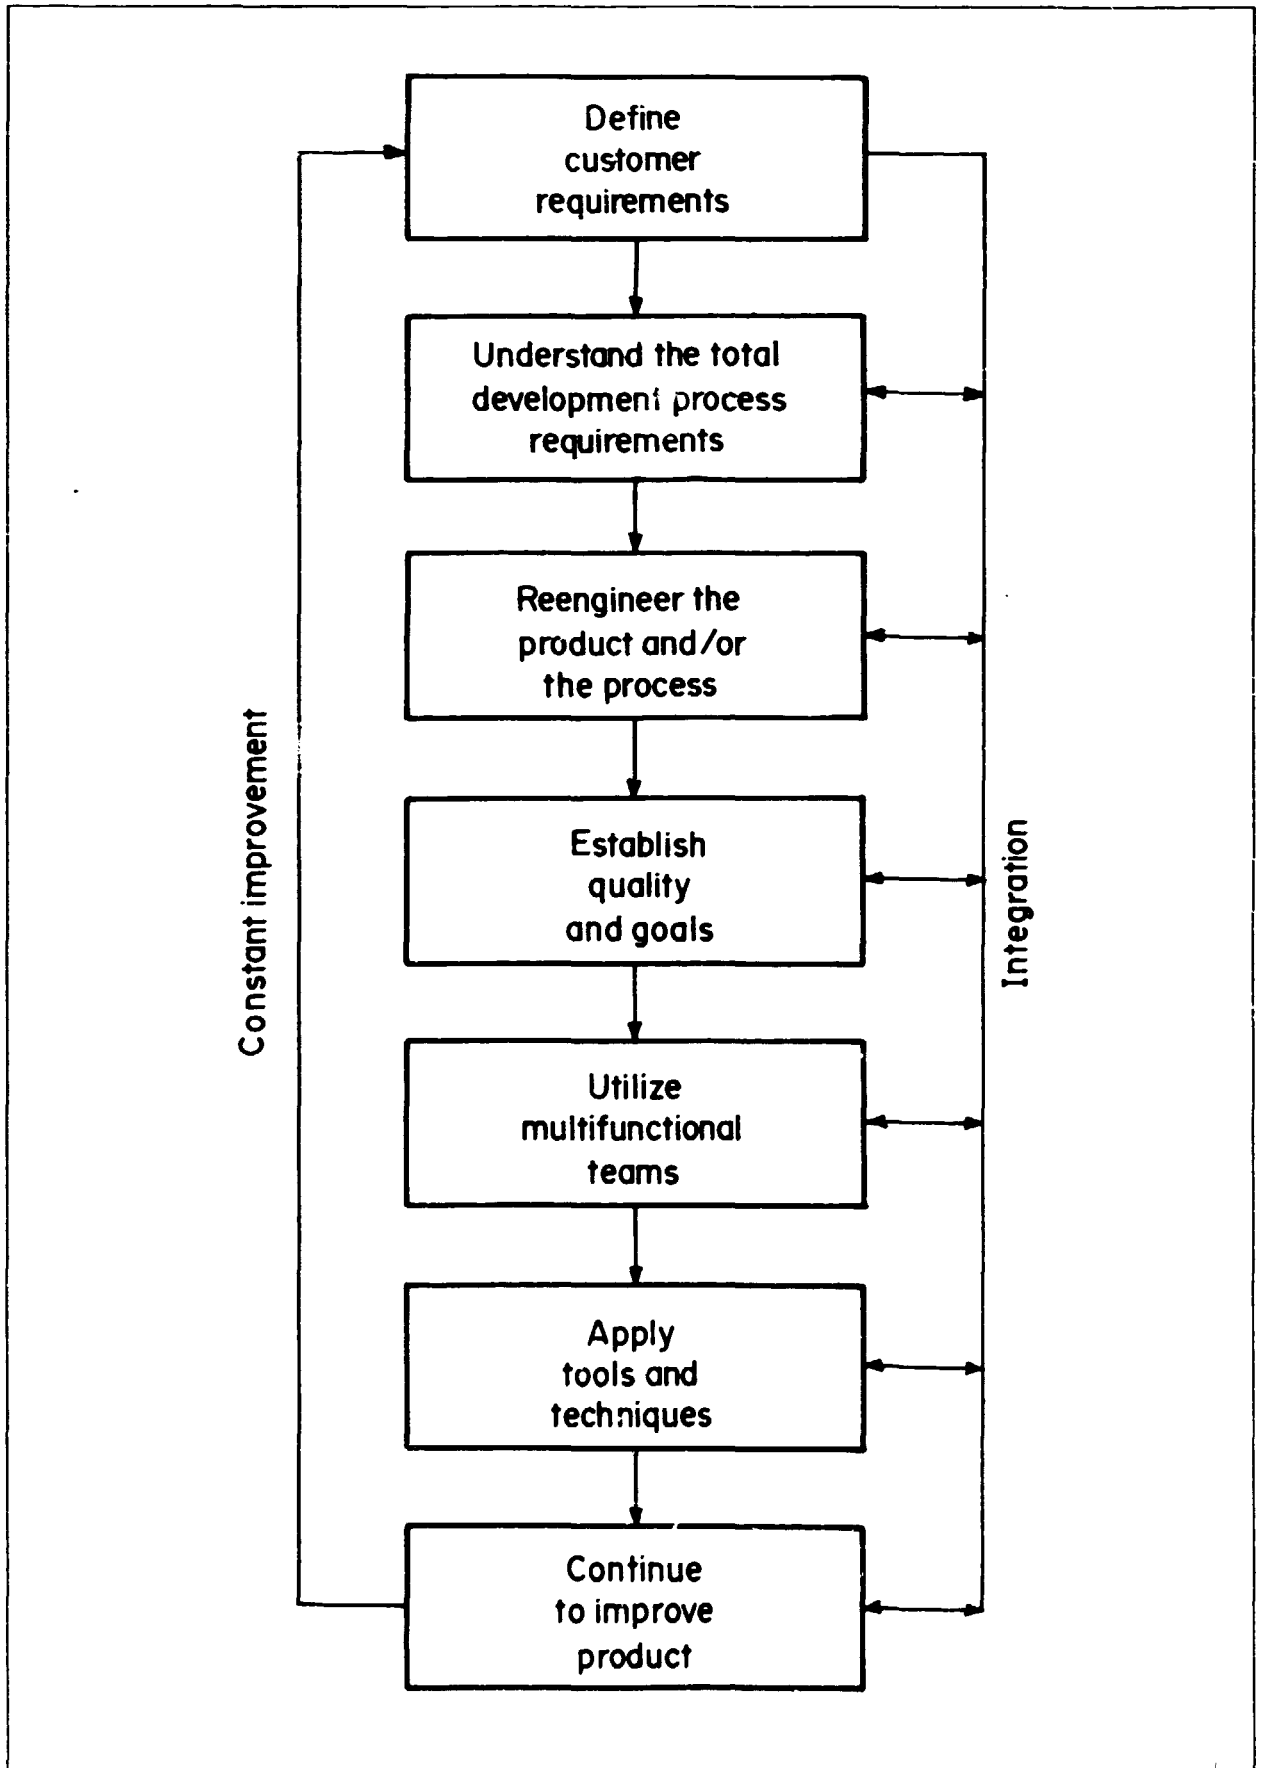 Define
customer
requirements
Understand the total
development process
requirements
Reengineer the
product and/or
the process
Establish
quality
and goals
Utilize
multifunctional
teams
Apply
tools and
techniques
Continue
to improve
product
Constant improvement
Integration